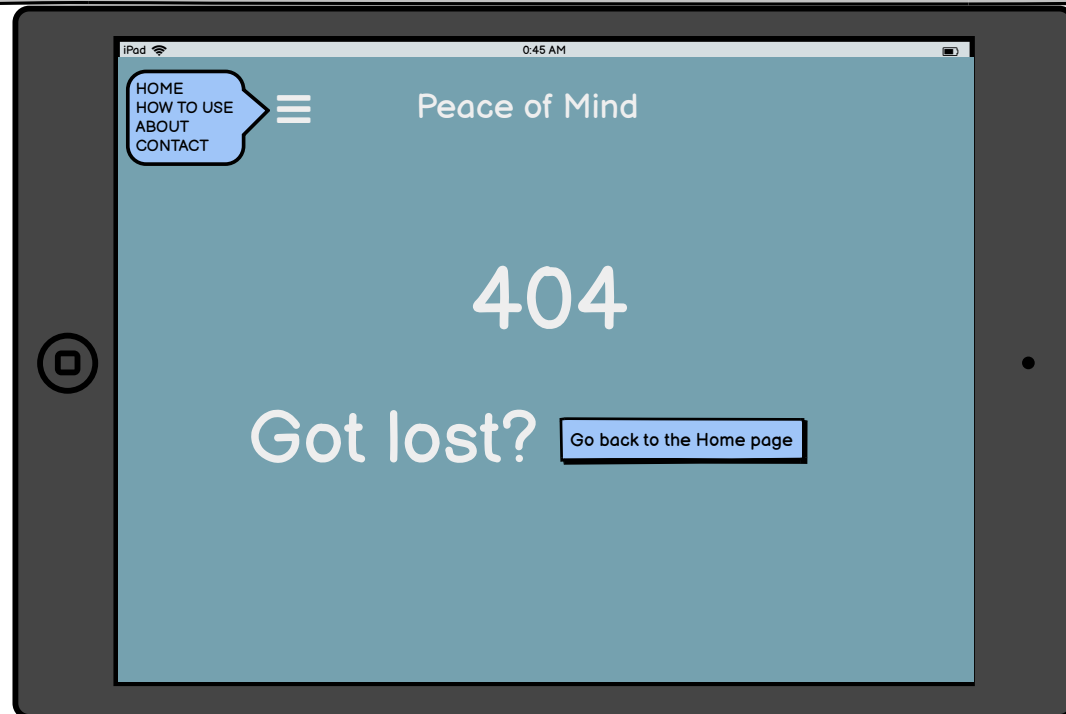 iPad
0:45 AM
HOME
HOW TO USE
ABOUT
CONTACT
Peace of Mind
404
Got lost?
Go back to the Home page